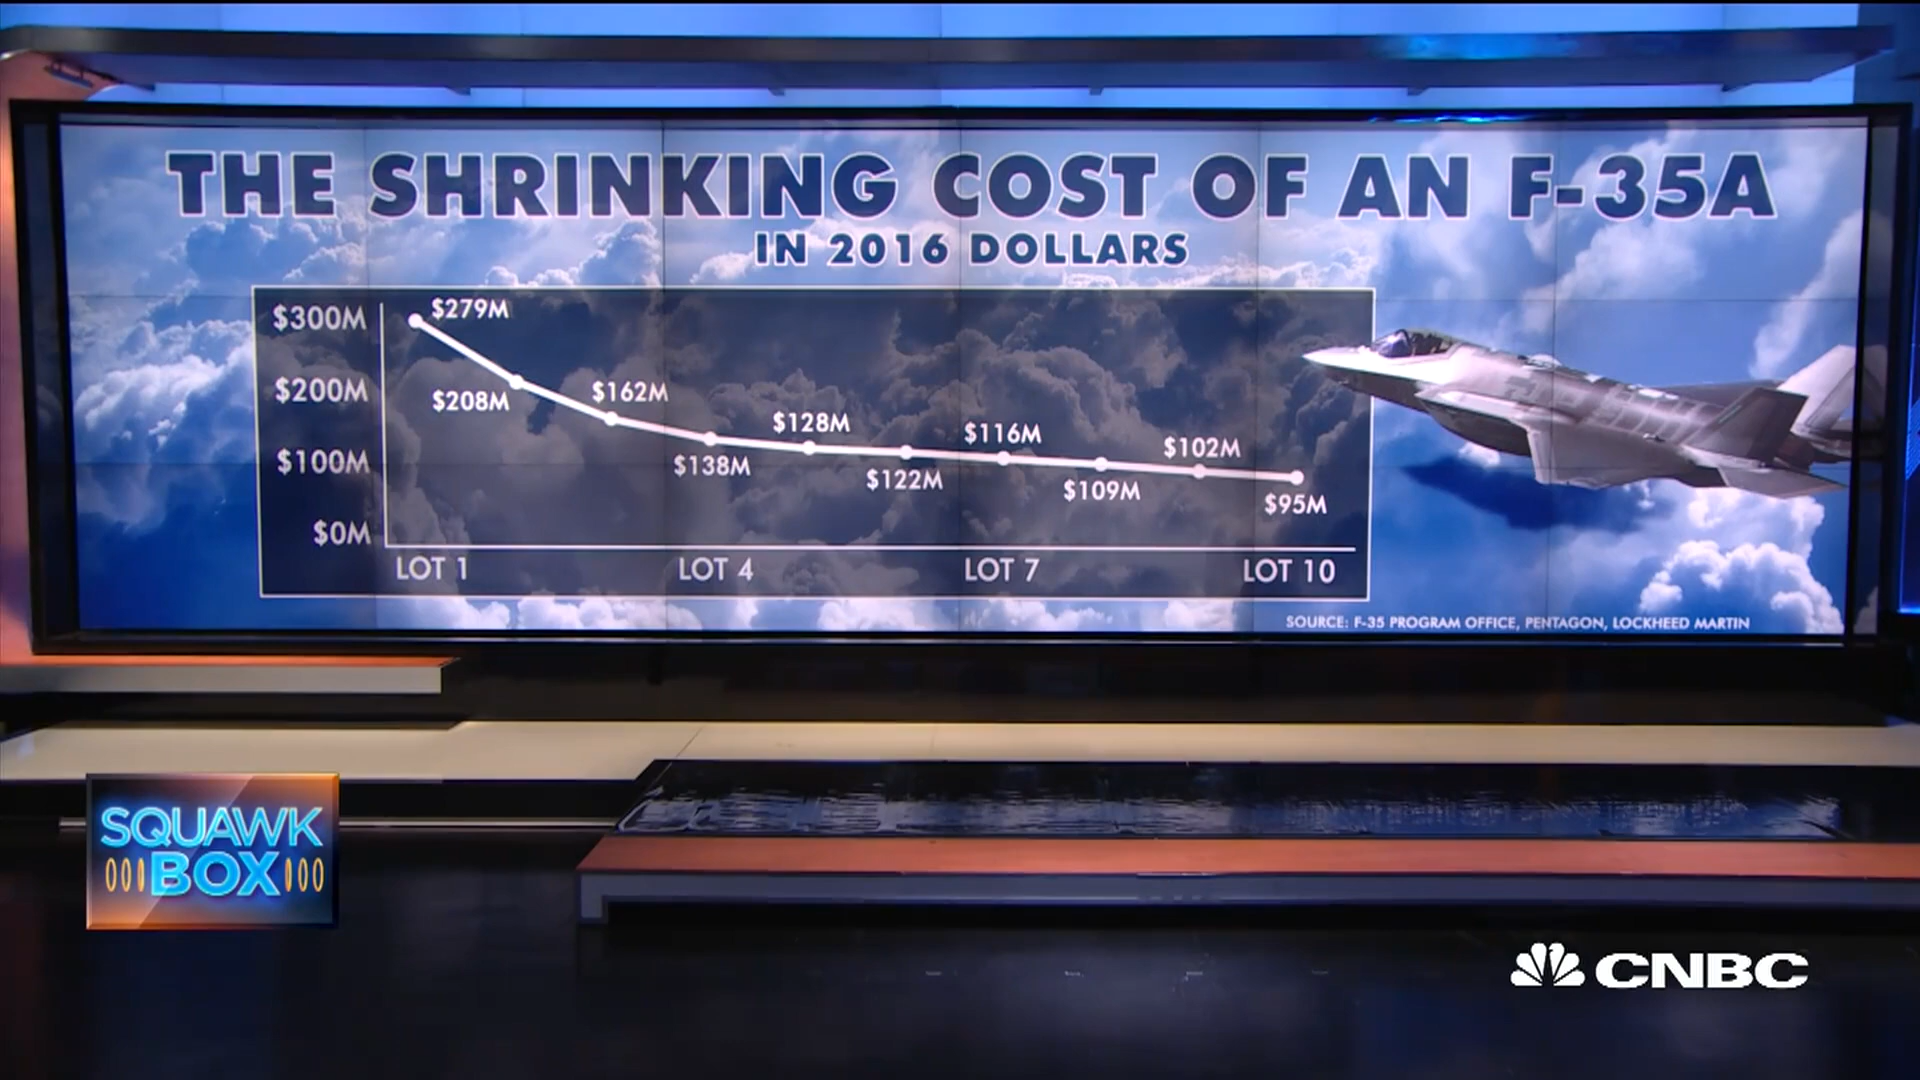 THE SHRINKING COST OF AN F-35A
IN 2016 DOLLARS
$300M
$200M
$100M
$0M
$279M
$208M
$162M
$138M
$128M
$122M
$116M
$109M
$102M
$95M
LOT 1
LOT 4
LOT 7
LOT 10
SOURCE: F-35 PROGRAM OFFICE, PENTAGON, LOCKHEED MARTIN
SQUAWK
BOX
CNBC